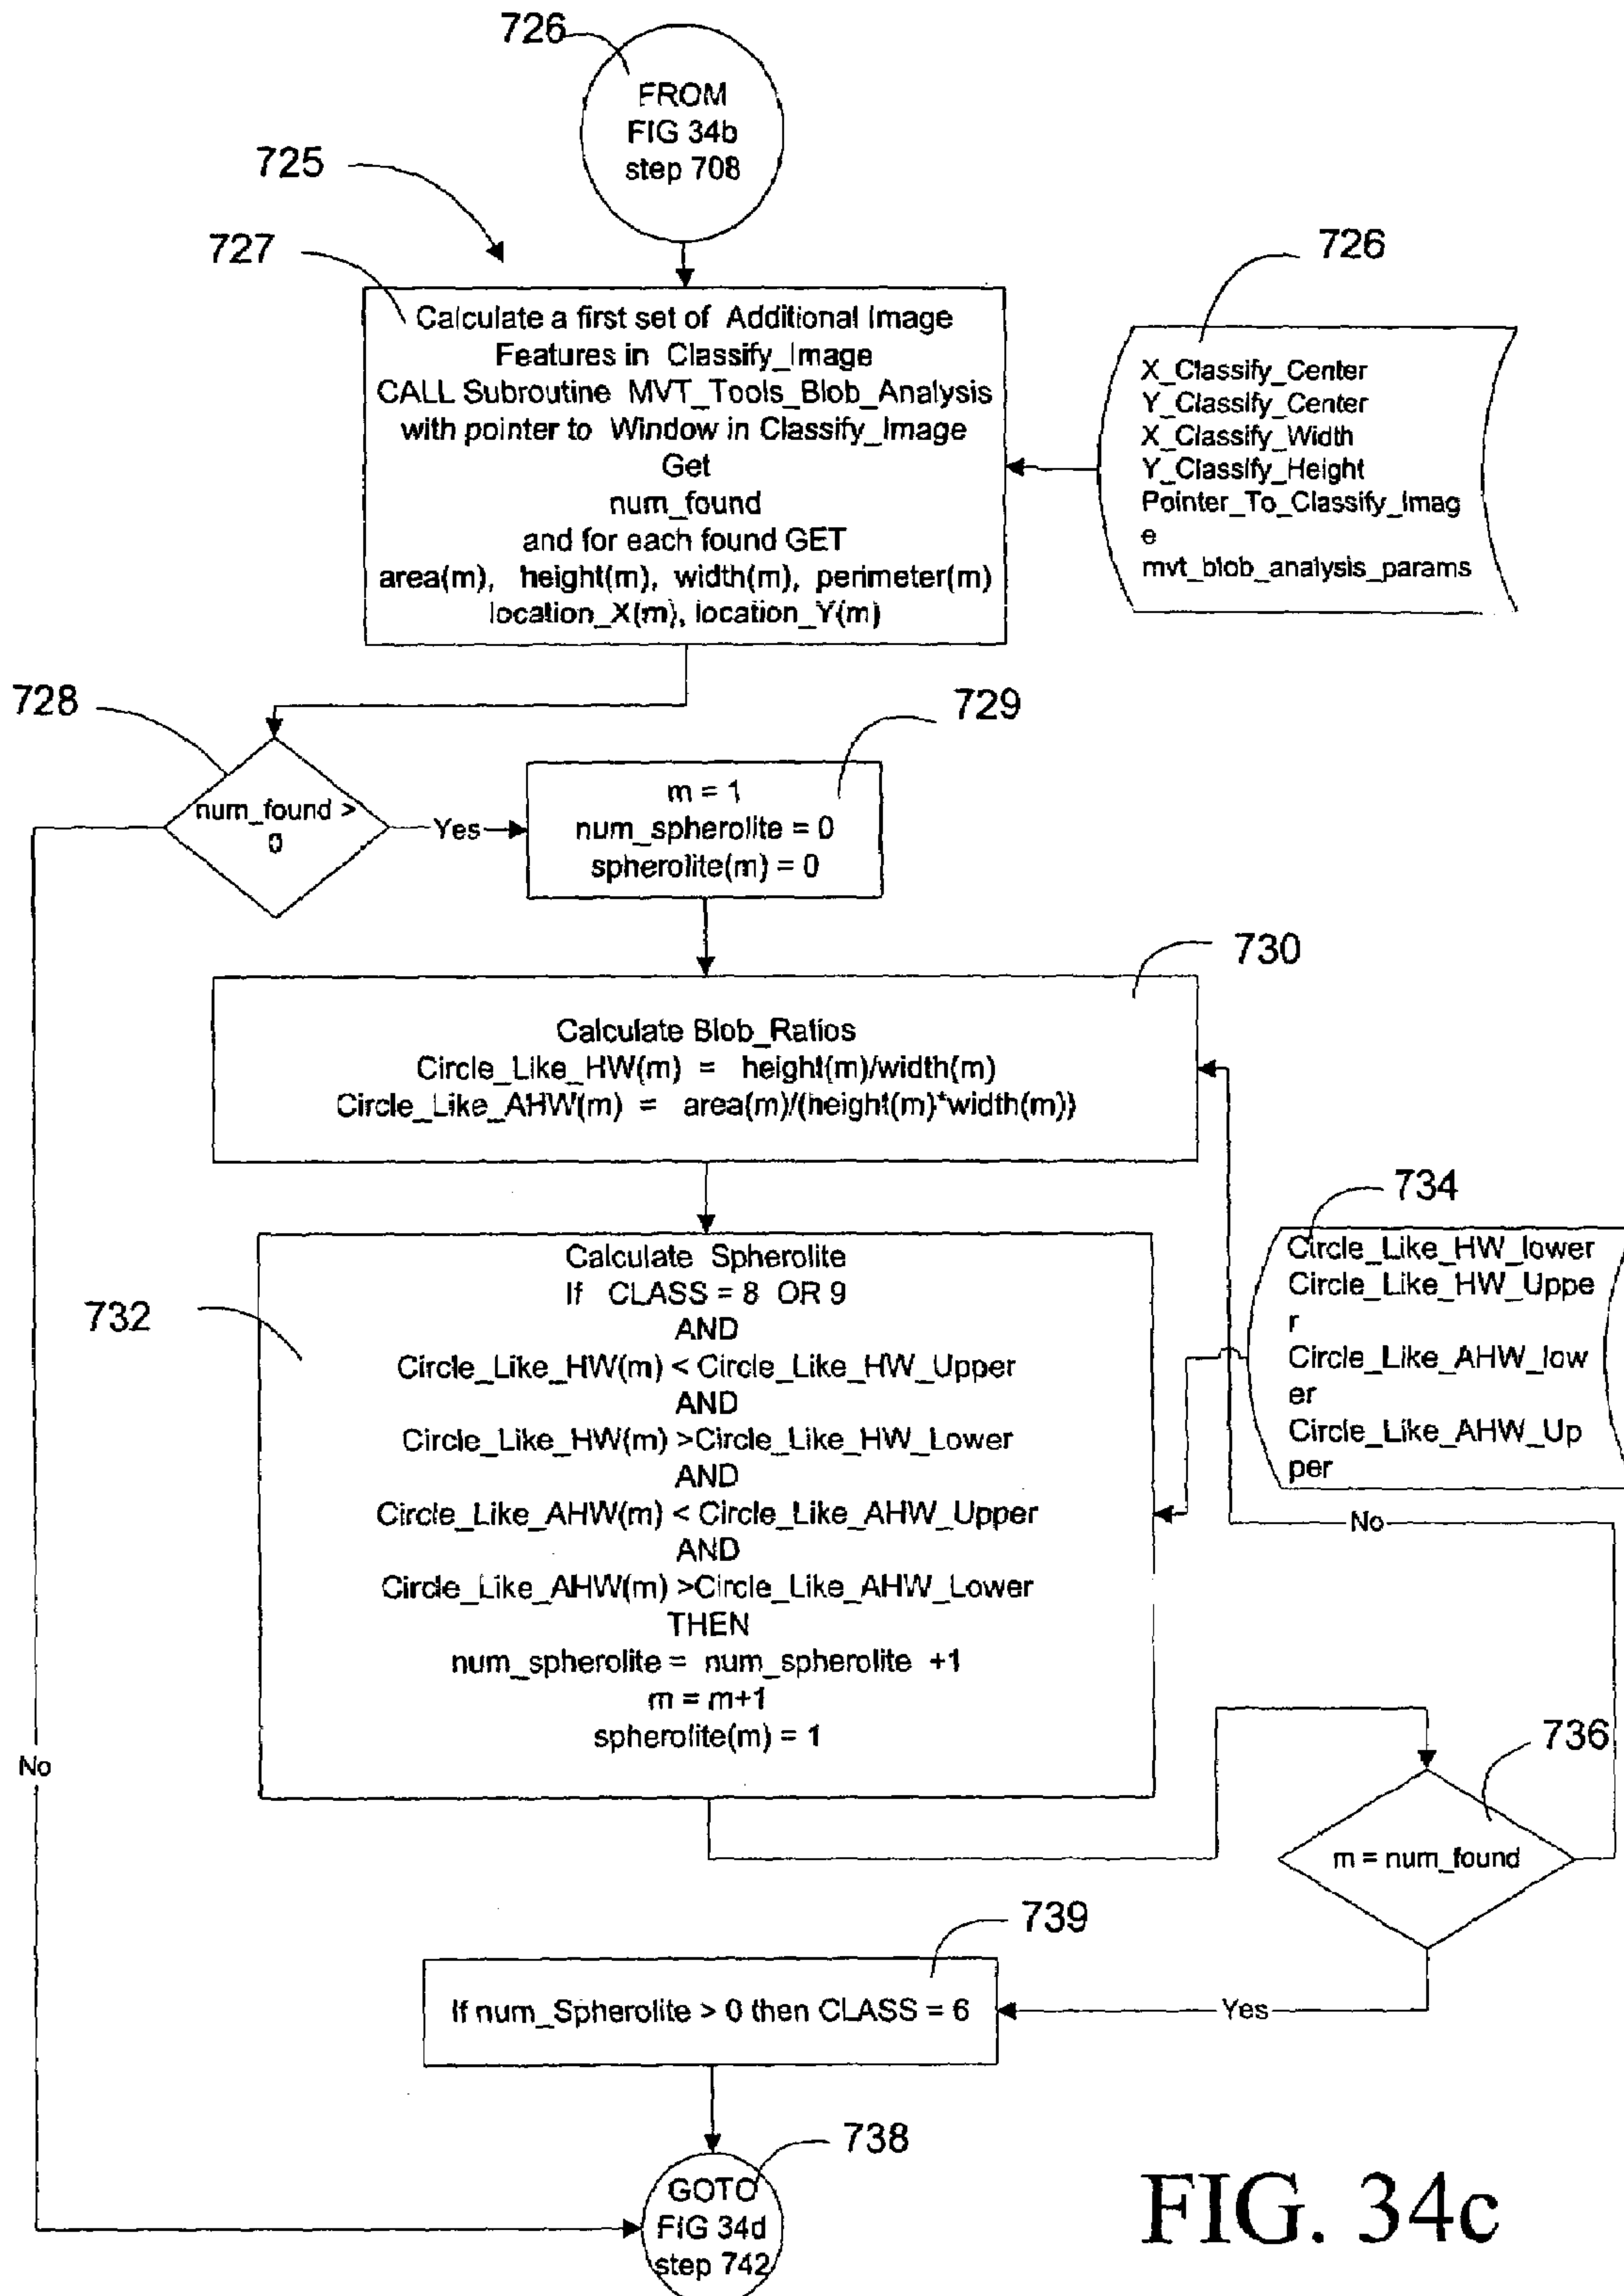 726
FROM
FIG 34b
step 708
725
727
Calculate a first set of Additional Image
Features in Classify_Image
CALL Subroutine MVT_Tools_Blob_Analysis
with pointer to Window in Classify_Image
Get
num_found
and for each found GET
area(m), height(m), width(m), perimeter(m)
location_X(m), location_Y(m)
726
X_Classify_Center
Y_Classify_Center
X_Classify_Width
Y_Classify_Height
Pointer_To_Classify_Imag
e
mvt_blob_analysis_params
728
num_found >
0
Yes
729
m = 1
num_spherolite = 0
spherolite(m) = 0
730
Calculate Blob_Ratios
Circle_Like_HW(m) = height(m)/width(m)
Circle_Like_AHW(m) = area(m)/(height(m)*width(m))
732
Calculate Spherolite
If CLASS = 8 OR 9
AND
Circle_Like_HW(m) < Circle_Like_HW_Upper
AND
Circle_Like_HW(m) >Circle_Like_HW_Lower
AND
Circle_Like_AHW(m) < Circle_Like_AHW_Upper
AND
Circle_Like_AHW(m) >Circle_Like_AHW_Lower
THEN
num_spherolite = num_spherolite +1
m = m+1
spherolite(m) = 1
734
Circle_Like_HW_lower
Circle_Like_HW_Uppe
r
Circle_Like_AHW_low
er
Circle_Like_AHW_Up
per
No
736
m = num_found
No
739
If num_Spherolite > 0 then CLASS = 6
Yes
738
GOTO
FIG 34d
step 742
FIG. 34c